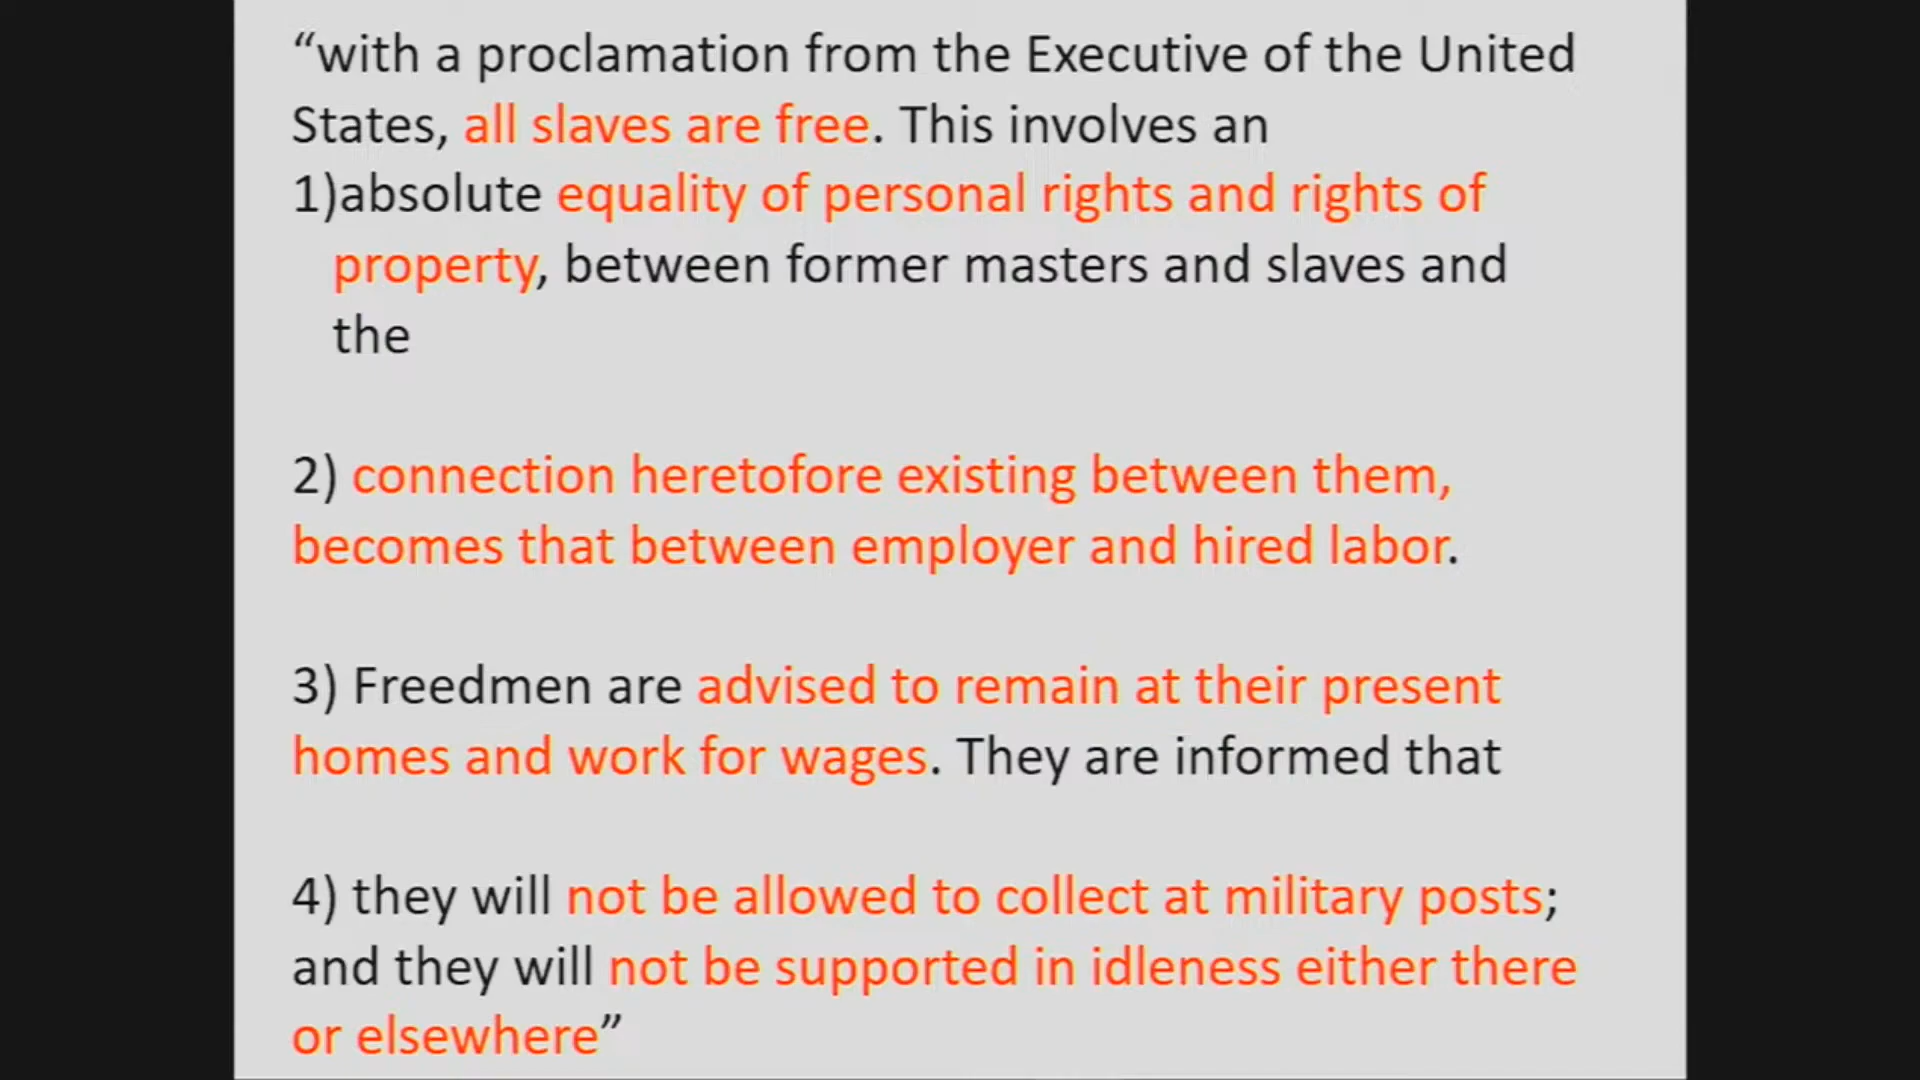 “with a proclamation from the Executive of the United
States, all slaves are free. This involves an
1)absolute equality of personal rights and rights of
property, between former masters and slaves and
the
2) connection heretofore existing between them,
becomes that between employer and hired labor.
3) Freedmen are advised to remain at their present
homes and work for wages. They are informed that
4) they will not be allowed to collect at military posts;
and they will not be supported in idleness either there
or elsewhere”